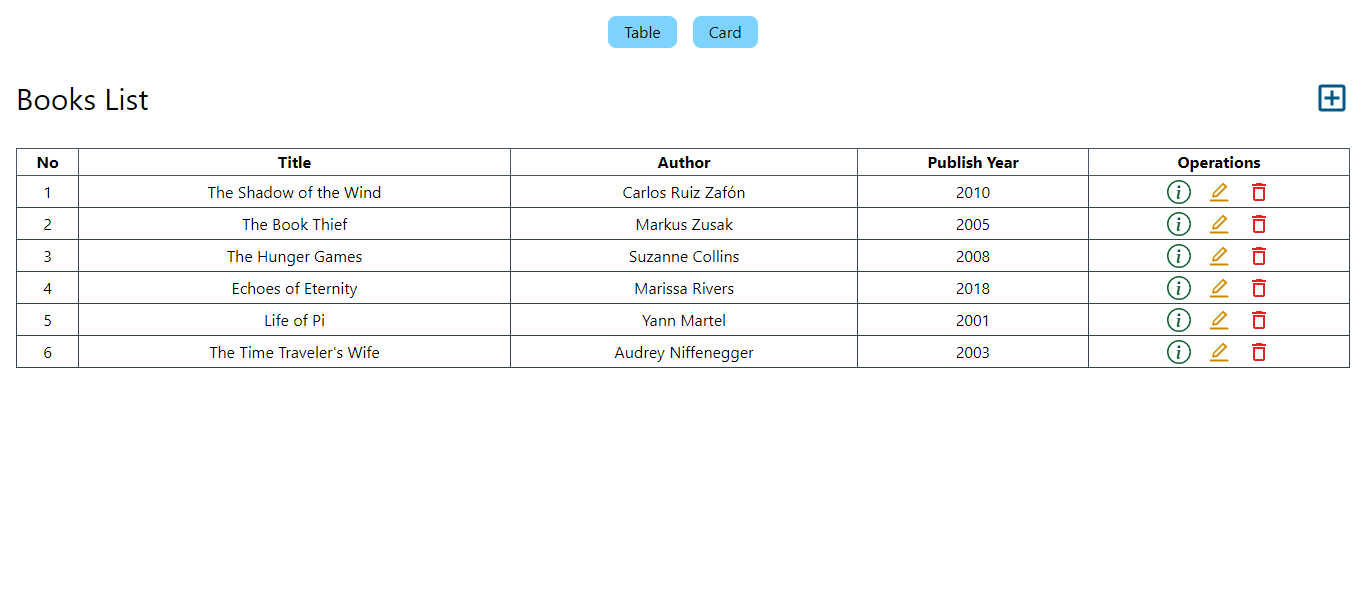 Table Card
Books List
No Title Author Publish Year Operations
1 The Shadow of the Wind Carlos Ruiz Zafón 2010
2 The Book Thief Markus Zusak 2005
3 The Hunger Games Suzanne Collins 2008
4 Echoes of Eternity Marissa Rivers 2018
5 Life of Pi Yann Martel 2001
6 The Time Traveler's Wife Audrey Niffenegger 2003